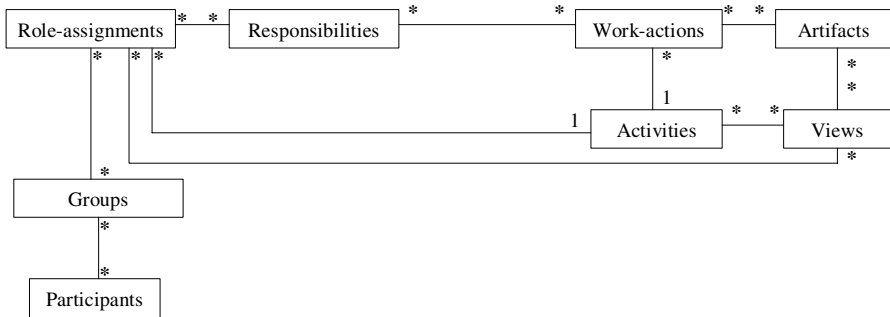 Role-assignments * * Responsibilities * * Work-actions * * Artifacts
* * * * *
* *
1 1 * *
Activities Views
*
*
Groups
*
*
Participants